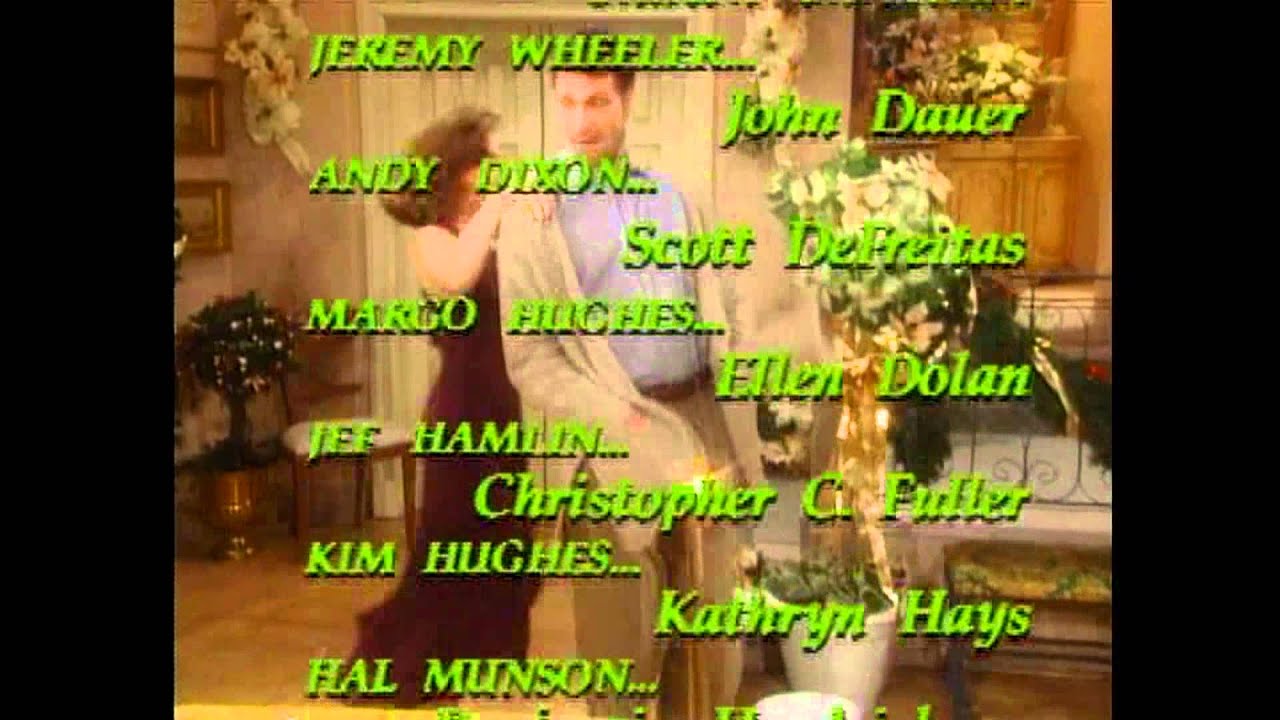 JEREMY WHEELER...
John Dauer
ANDY DIXON...
Scott DeFreitas
MARGO HUGHES...
Ellen Dolan
JEF HAMLIN...
Christopher C. Fuller
KIM HUGHES...
Kathryn Hays
HAL MUNSON...